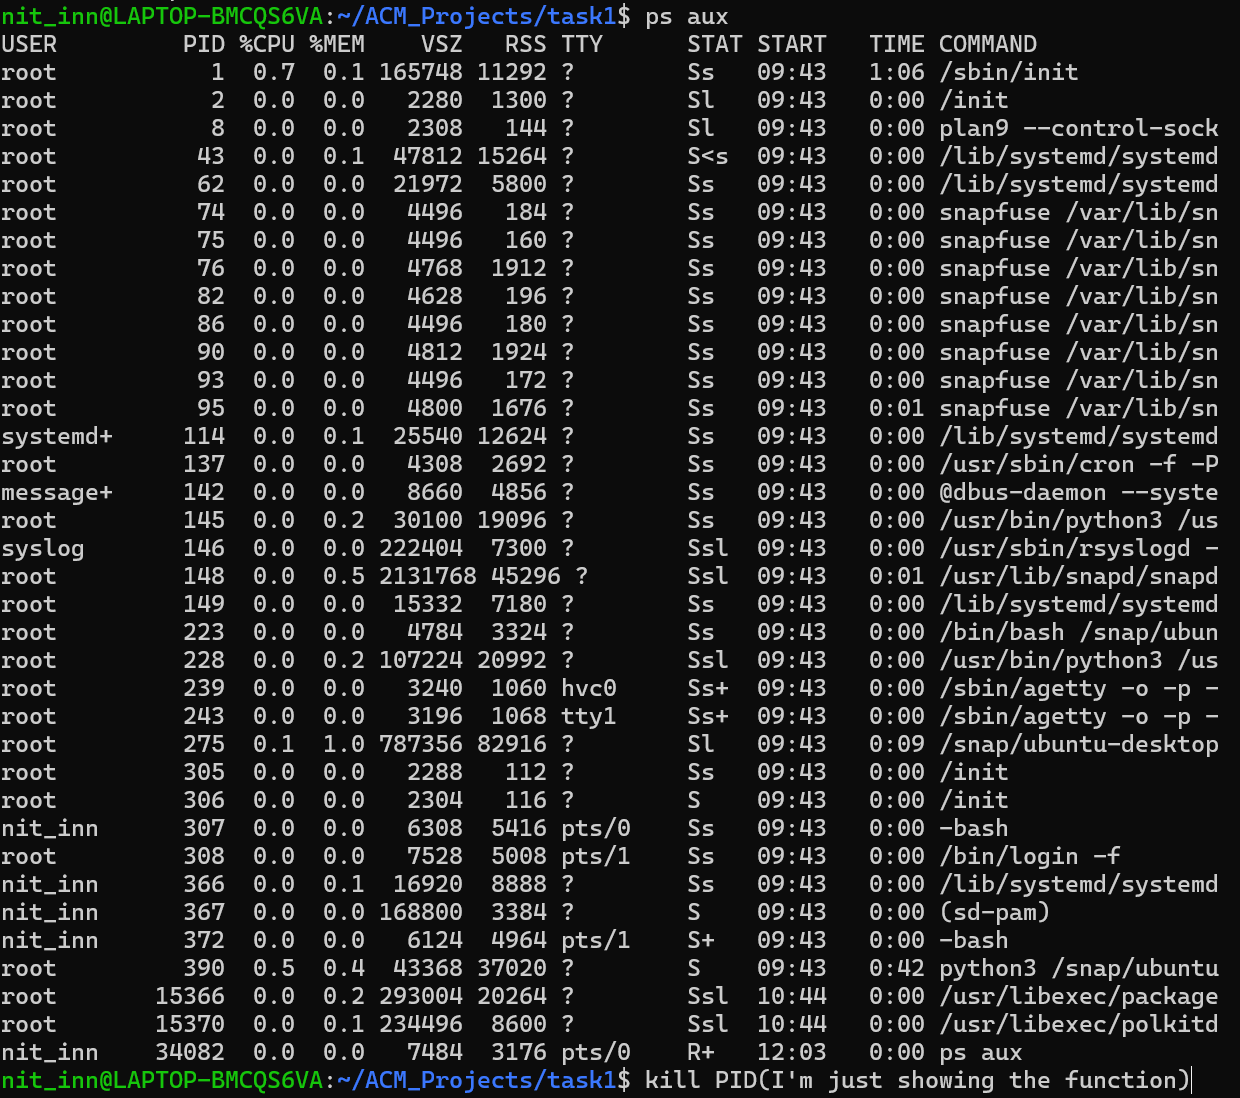 nit_inn@LAPTOP-BMCQS6VA:~/ACM_Projects/task1$ ps aux
USER         PID %CPU %MEM    VSZ   RSS TTY      STAT START   TIME COMMAND
root           1  0.7  0.1 165748 11292 ?        Ss   09:43   1:06 /sbin/init
root           2  0.0  0.0   2280  1300 ?        Sl   09:43   0:00 /init
root           8  0.0  0.0   2308   144 ?        Sl   09:43   0:00 plan9 --control-sock
root          43  0.0  0.1  47812 15264 ?        S<s  09:43   0:00 /lib/systemd/systemd
root          62  0.0  0.0  21972  5800 ?        Ss   09:43   0:00 /lib/systemd/systemd
root          74  0.0  0.0   4496   184 ?        Ss   09:43   0:00 snapfuse /var/lib/sn
root          75  0.0  0.0   4496   160 ?        Ss   09:43   0:00 snapfuse /var/lib/sn
root          76  0.0  0.0   4768  1912 ?        Ss   09:43   0:00 snapfuse /var/lib/sn
root          82  0.0  0.0   4628   196 ?        Ss   09:43   0:00 snapfuse /var/lib/sn
root          86  0.0  0.0   4496   180 ?        Ss   09:43   0:00 snapfuse /var/lib/sn
root          90  0.0  0.0   4812  1924 ?        Ss   09:43   0:00 snapfuse /var/lib/sn
root          93  0.0  0.0   4496   172 ?        Ss   09:43   0:00 snapfuse /var/lib/sn
root          95  0.0  0.0   4800  1676 ?        Ss   09:43   0:01 snapfuse /var/lib/sn
systemd+     114  0.0  0.1  25540 12624 ?        Ss   09:43   0:00 /lib/systemd/systemd
root         137  0.0  0.0   4308  2692 ?        Ss   09:43   0:00 /usr/sbin/cron -f -P
message+     142  0.0  0.0   8660  4856 ?        Ss   09:43   0:00 @dbus-daemon --syste
root         145  0.0  0.2  30100 19096 ?        Ss   09:43   0:00 /usr/bin/python3 /us
syslog       146  0.0  0.0 222404  7300 ?        Ssl  09:43   0:00 /usr/sbin/rsyslogd -
root         148  0.0  0.5 2131768 45296 ?       Ssl  09:43   0:01 /usr/lib/snapd/snapd
root         149  0.0  0.0  15332  7180 ?        Ss   09:43   0:00 /lib/systemd/systemd
root         223  0.0  0.0   4784  3324 ?        Ss   09:43   0:00 /bin/bash /snap/ubun
root         228  0.0  0.2 107224 20992 ?        Ssl  09:43   0:00 /usr/bin/python3 /us
root         239  0.0  0.0   3240  1060 hvc0     Ss+  09:43   0:00 /sbin/agetty -o -p -
root         243  0.0  0.0   3196  1068 tty1     Ss+  09:43   0:00 /sbin/agetty -o -p -
root         275  0.1  1.0 787356 82916 ?        Sl   09:43   0:09 /snap/ubuntu-desktop
root         305  0.0  0.0   2288   112 ?        Ss   09:43   0:00 /init
root         306  0.0  0.0   2304   116 ?        S    09:43   0:00 /init
nit_inn      307  0.0  0.0   6308  5416 pts/0    Ss   09:43   0:00 -bash
root         308  0.0  0.0   7528  5008 pts/1    Ss   09:43   0:00 /bin/login -f
nit_inn      366  0.0  0.1  16920  8888 ?        Ss   09:43   0:00 /lib/systemd/systemd
nit_inn      367  0.0  0.0 168800  3384 ?        S    09:43   0:00 (sd-pam)
nit_inn      372  0.0  0.0   6124  4964 pts/1    S+   09:43   0:00 -bash
root         390  0.5  0.4  43368 37020 ?        S    09:43   0:42 python3 /snap/ubuntu
root       15366  0.0  0.2 293004 20264 ?        Ssl  10:44   0:00 /usr/libexec/package
root       15370  0.0  0.1 234496  8600 ?        Ssl  10:44   0:00 /usr/libexec/polkitd
nit_inn    34082  0.0  0.0   7484  3176 pts/0    R+   12:03   0:00 ps aux
nit_inn@LAPTOP-BMCQS6VA:~/ACM_Projects/task1$ kill PID(I'm just showing the function)